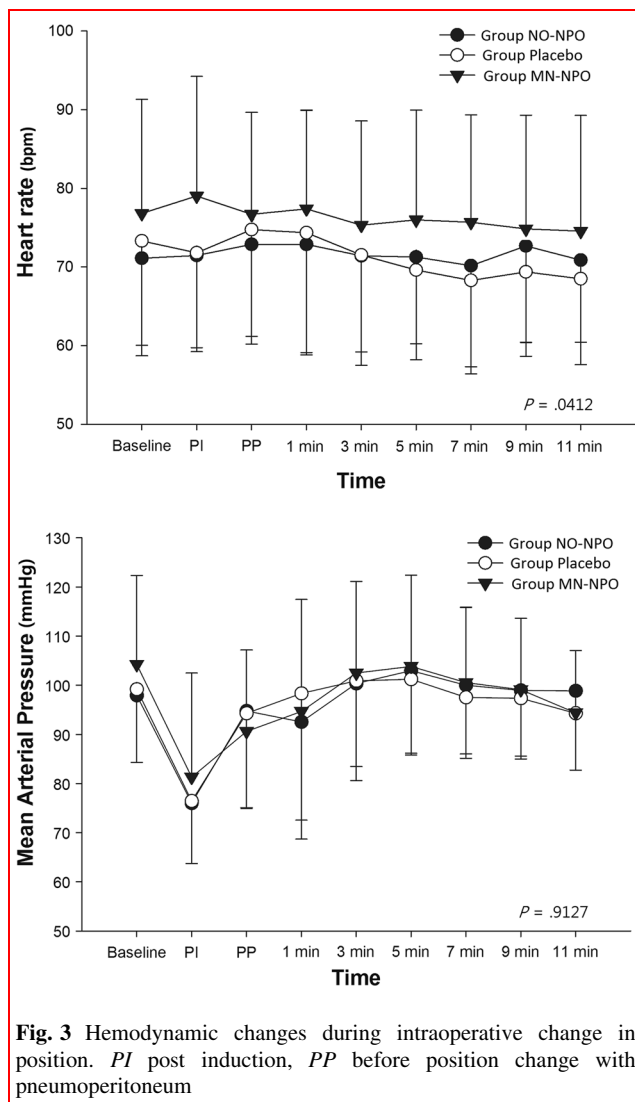 100
90
80
70
60
50
Heart rate (bpm)
Group NO-NPO
Group Placebo
Group MN-NPO
P = .0412
Baseline PI PP 1 min 3 min 5 min 7 min 9 min 11 min
Time
130
120
110
100
90
80
70
60
50
Mean Arterial Pressure (mmHg)
Group NO-NPO
Group Placebo
Group MN-NPO
P = .9127
Baseline PI PP 1 min 3 min 5 min 7 min 9 min 11 min
Time
Fig. 3 Hemodynamic changes during intraoperative change in
position. PI post induction, PP before position change with
pneumoperitoneum